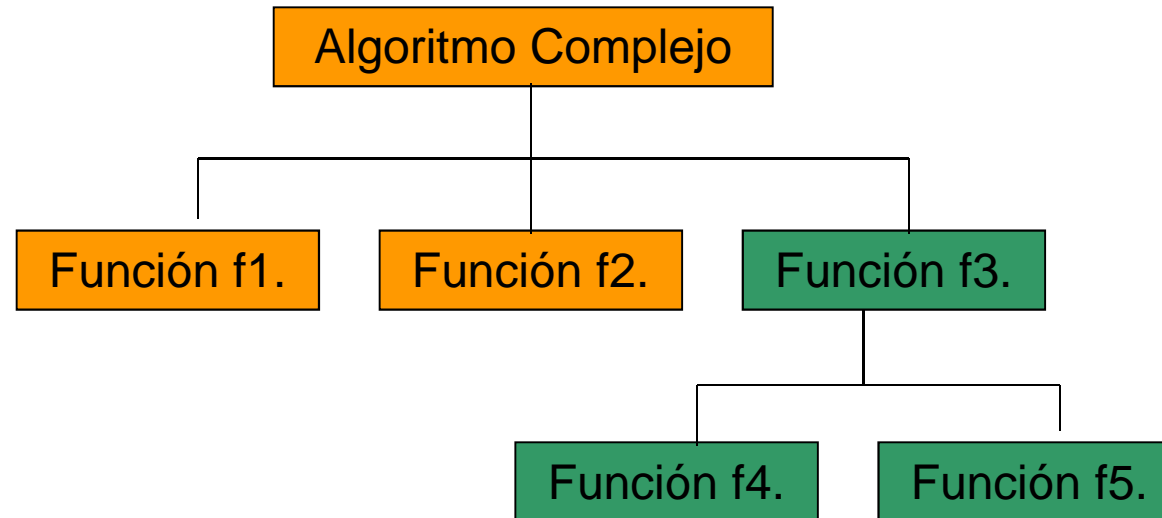 Algoritmo Complejo
Función f1.
Función f2.
Función f3.
Función f4.
Función f5.